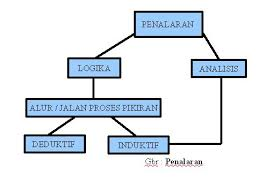 PENALARAN
LOGIKA
ANALISIS
ALUR / JALAN PROSES PIKIRAN
DEDUKTIF
INDUKTIF
Gbr : Penalaran